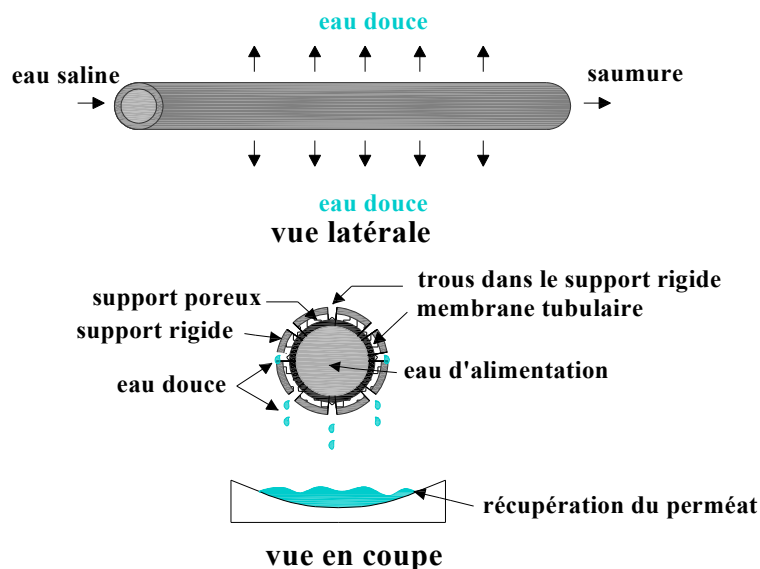 eau douce
eau saline
saumure
eau douce
vue latérale
trous dans le support rigide
support poreux
membrane tubulaire
support rigide
eau d'alimentation
eau douce
récupération du perméat
vue en coupe